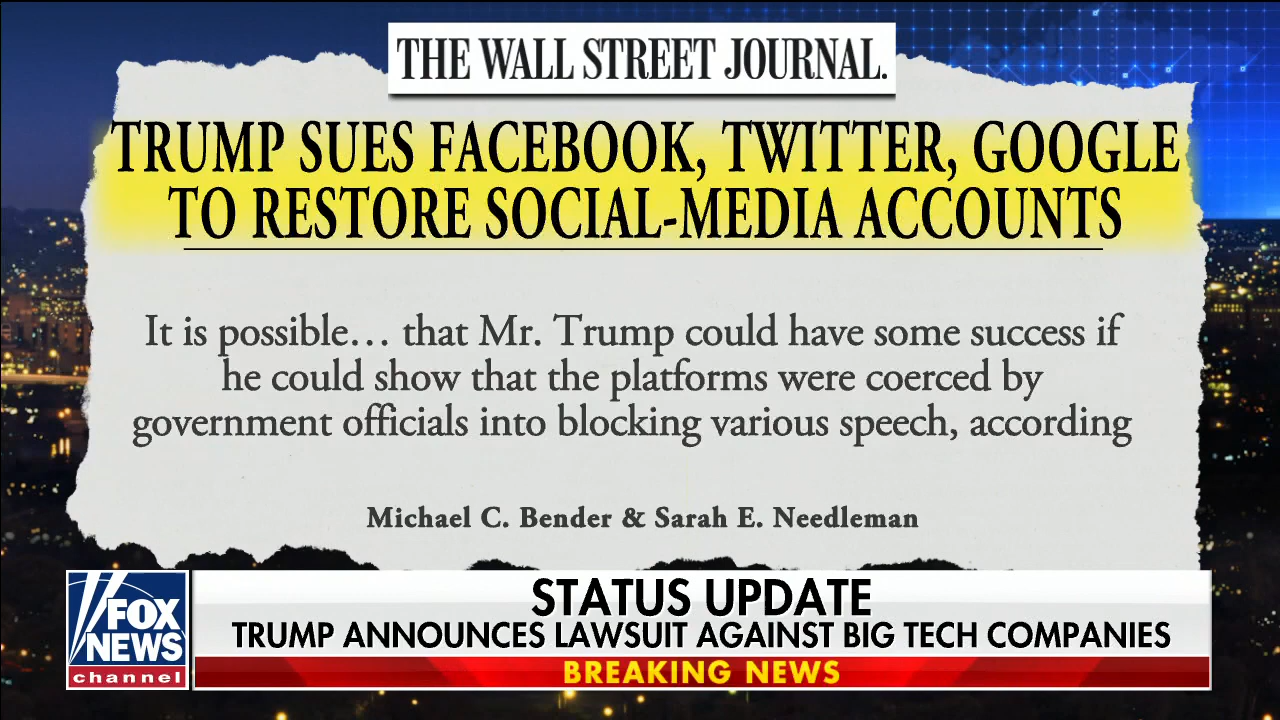 THE WALL STREET JOURNAL.
TRUMP SUES FACEBOOK, TWITTER, GOOGLE
TO RESTORE SOCIAL-MEDIA ACCOUNTS
It is possible... that Mr. Trump could have some success if
he could show that the platforms were coerced by
government officials into blocking various speech, according
Michael C. Bender & Sarah E. Needleman
STATUS UPDATE
TRUMP ANNOUNCES LAWSUIT AGAINST BIG TECH COMPANIES
BREAKING NEWS
FOX
NEWS
channel